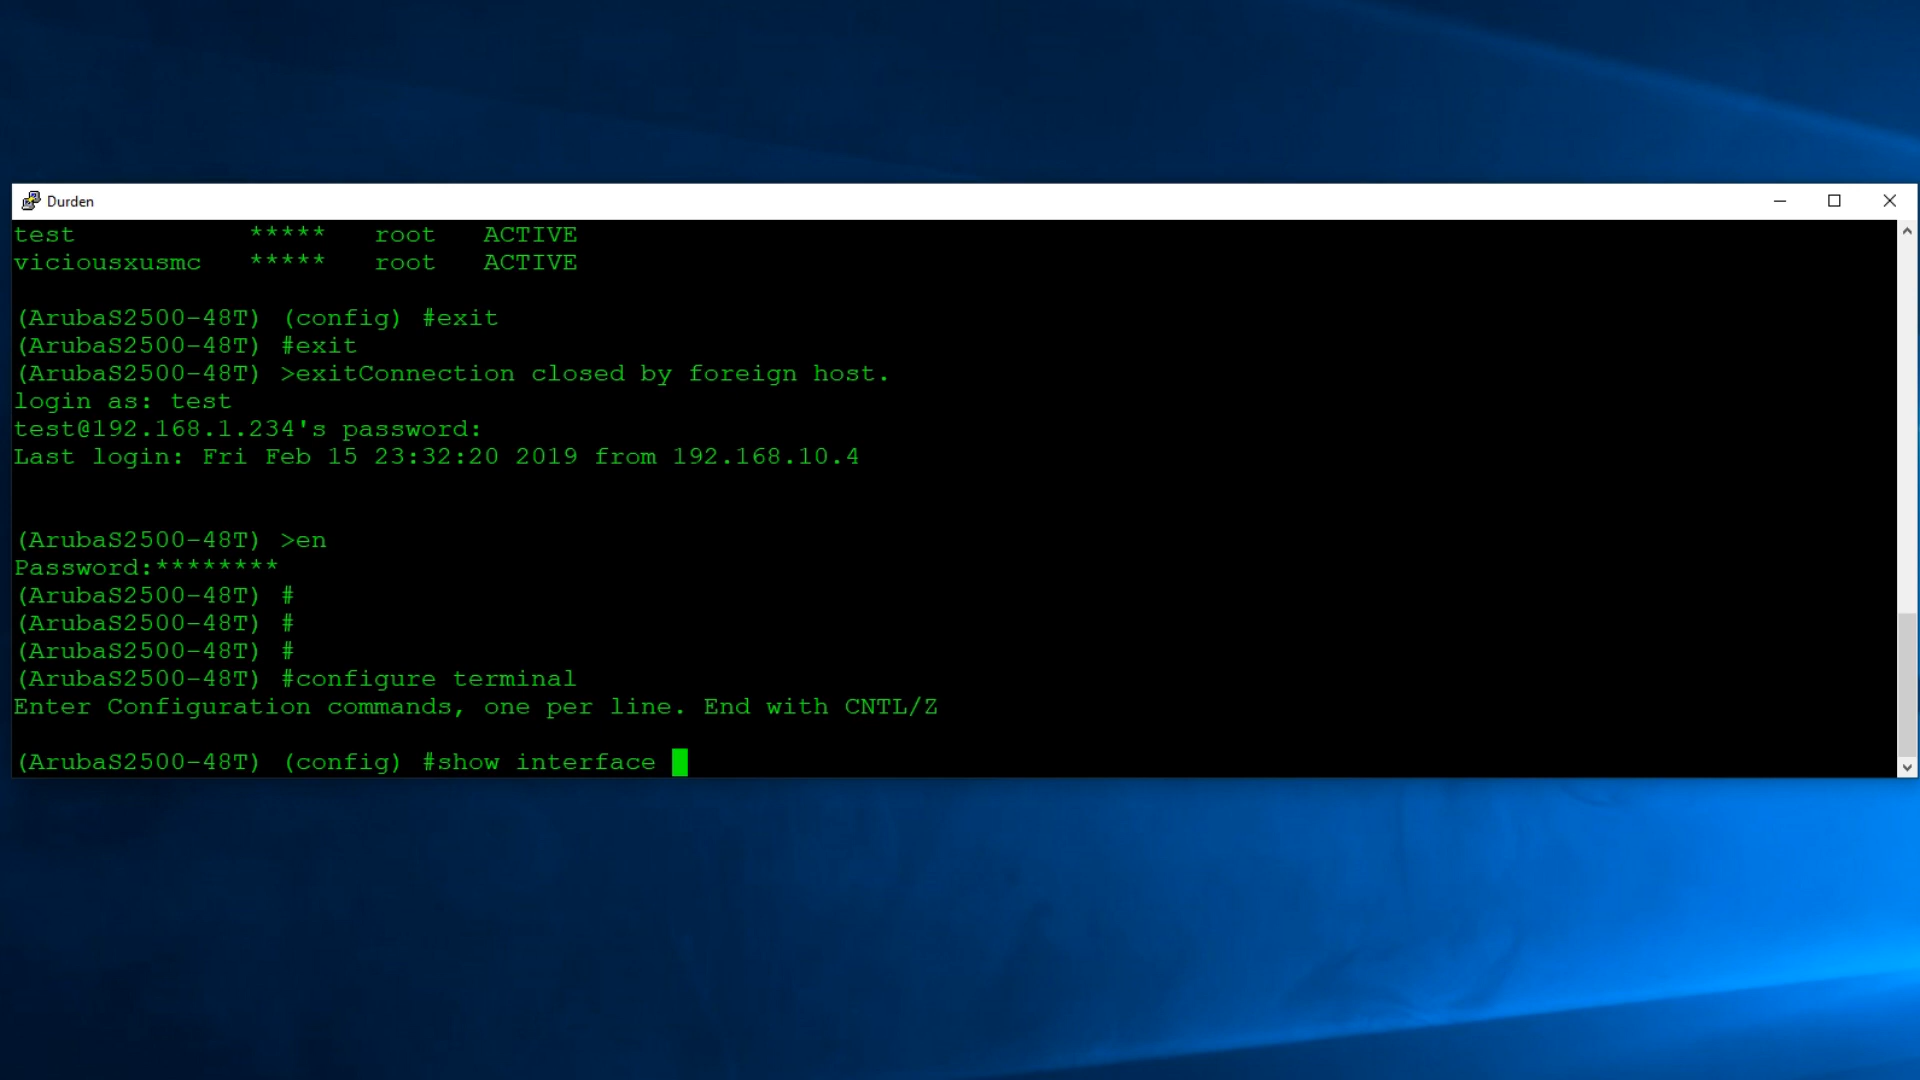 Durden
test ***** root ACTIVE
viciousxusmc ***** root ACTIVE
(ArubaS2500-48T) (config) #exit
(ArubaS2500-48T) #exit
(ArubaS2500-48T) >exitConnection closed by foreign host.
login as: test
test@192.168.1.234's password:
Last login: Fri Feb 15 23:32:20 2019 from 192.168.10.4
(ArubaS2500-48T) >en
Password:********
(ArubaS2500-48T) #
(ArubaS2500-48T) #
(ArubaS2500-48T) #
(ArubaS2500-48T) #configure terminal
Enter Configuration commands, one per line. End with CNTL/Z
(ArubaS2500-48T) (config) #show interface